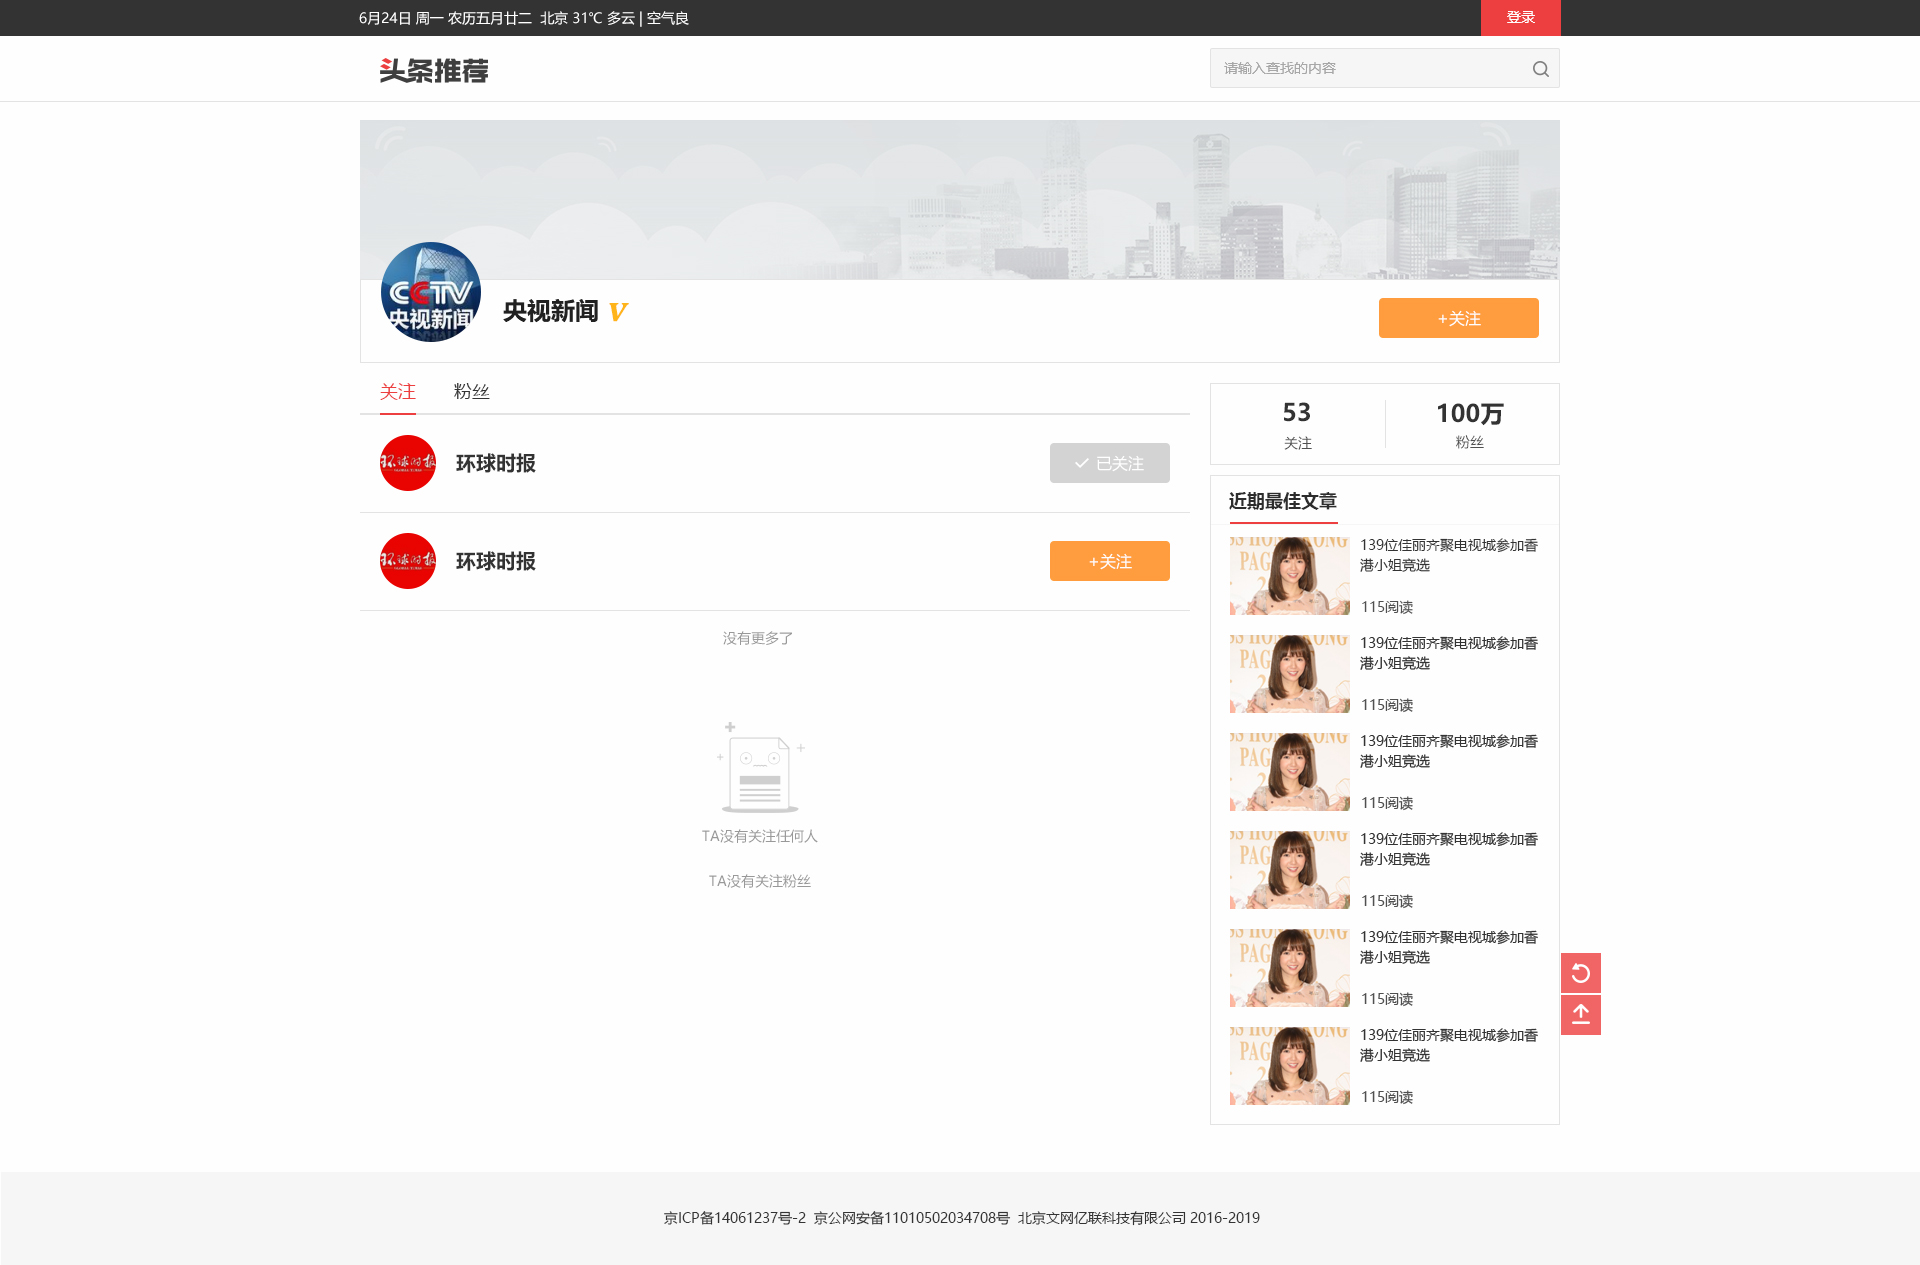 6月24日 周一 农历五月廿二 北京 31℃ 多云 | 空气良
登录
头条推荐
请输入查找的内容
CCTV
央视新闻
央视新闻 V
+关注
关注
粉丝
53
关注
100万
粉丝
环球时报
环球时报
已关注
环球时报
环球时报
+关注
没有更多了
TA没有关注任何人
TA没有关注粉丝
近期最佳文章
139位佳丽齐聚电视城参加香
港小姐竞选
115阅读
139位佳丽齐聚电视城参加香
港小姐竞选
115阅读
139位佳丽齐聚电视城参加香
港小姐竞选
115阅读
139位佳丽齐聚电视城参加香
港小姐竞选
115阅读
139位佳丽齐聚电视城参加香
港小姐竞选
115阅读
139位佳丽齐聚电视城参加香
港小姐竞选
115阅读
京ICP备14061237号-2 京公网安备11010502034708号 北京文网亿联科技有限公司 2016-2019